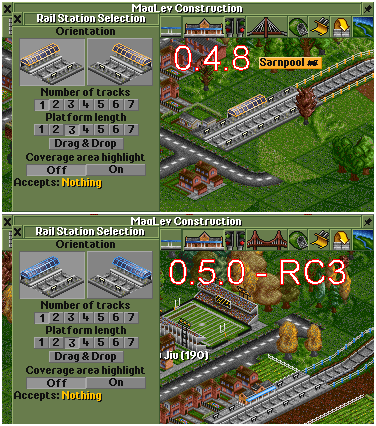 MagLev Construction
Rail Station Selection
Orientation
Number of tracks
1 2 3 4 5 6 7
Platform length
1 2 3 4 5 6 7
Drag & Drop
Coverage area highlight
Off On
Accepts: Nothing
0.4.8
Sarnpool
MagLev Construction
Rail Station Selection
Orientation
Number of tracks
1 2 3 4 5 6 7
Platform length
1 2 3 4 5 6 7
Drag & Drop
Coverage area highlight
Off On
Accepts: Nothing
0.5.0 - RC3
Jiu (190)